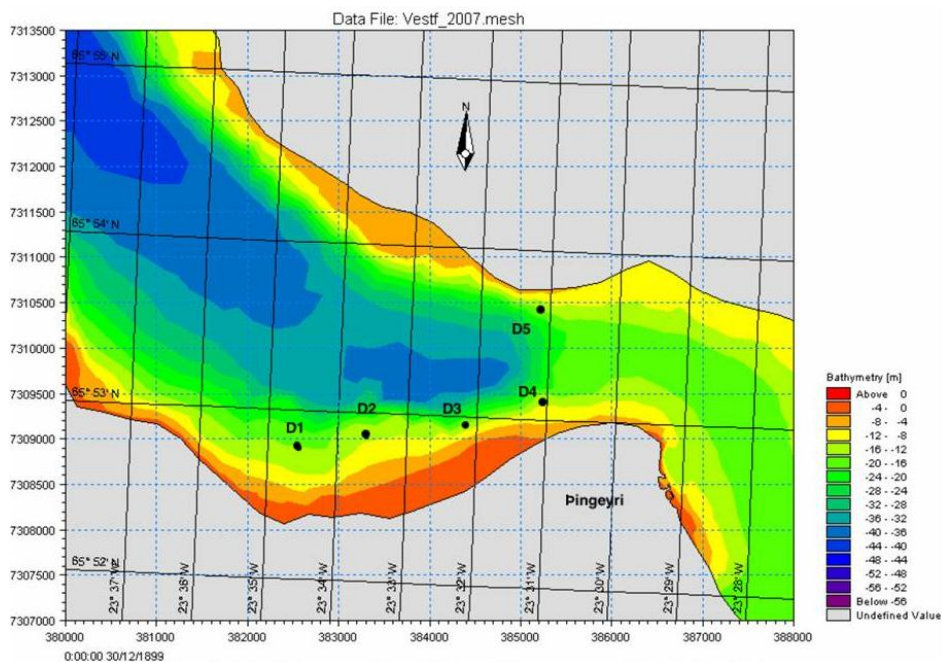 Data File: Vestf_2007.mesh
7313500
7313000
7312500
7312000
7311500
7311000
7310500
7310000
7309500
7309000
7308500
7308000
7307500
7307000
65° 55' N
65° 54' N
65° 53' N
65° 52' N
N
D5
D4
D3
D2
D1
Þingeyri
23° 37' W
23° 36' W
23° 35' W
23° 34' W
23° 33' W
23° 32' W
23° 31' W
23° 30' W
23° 29' W
23° 28' W
380000 381000 382000 383000 384000 385000 386000 387000 388000
0:00:00 30/12/1899
Bathymetry [m]
Above 0
-4 - 0
-8 - -4
-12 - -8
-16 - -12
-20 - -16
-24 - -20
-28 - -24
-32 - -28
-36 - -32
-40 - -36
-44 - -40
-48 - -44
-52 - -48
-56 - -52
Below -56
Undefined Value